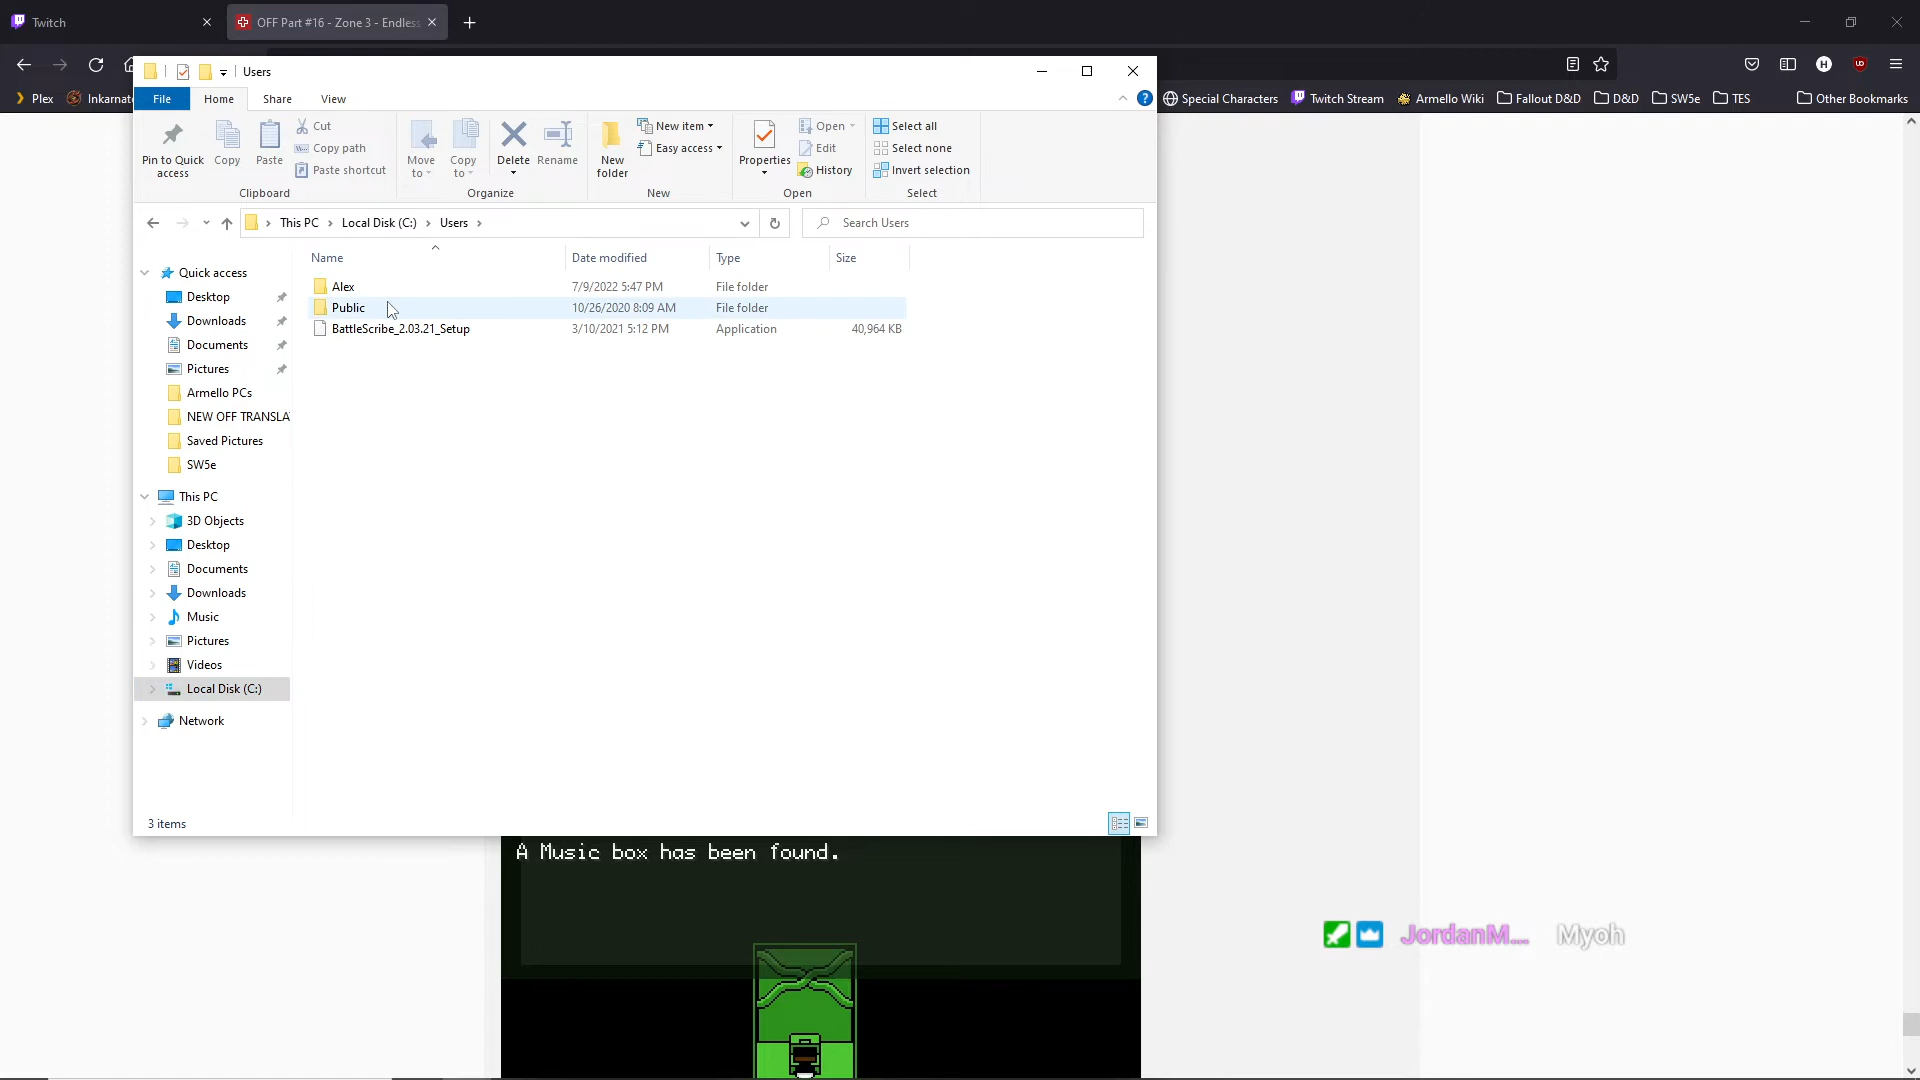 Twitch
OFF Part #16 - Zone 3 - Endless
Plex
Inkarnat
Special Characters
Twitch Stream
Armello Wiki
Fallout D&D
D&D
SW5e
TES
Other Bookmarks
Users
File
Home
Share
View
Pin to Quick access
Copy
Paste
Cut
Copy path
Paste shortcut
Clipboard
Move to
Copy to
Delete
Rename
Organize
New folder
New item
Easy access
New
Properties
Open
Edit
History
Open
Select all
Select none
Invert selection
Select
This PC
Local Disk (C:)
Users
Search Users
Name
Date modified
Type
Size
Alex
7/9/2022 5:47 PM
File folder
Public
10/26/2020 8:09 AM
File folder
BattleScribe_2.03.21_Setup
3/10/2021 5:12 PM
Application
40,964 KB
Quick access
Desktop
Downloads
Documents
Pictures
Armello PCs
NEW OFF TRANSLA
Saved Pictures
SW5e
This PC
3D Objects
Desktop
Documents
Downloads
Music
Pictures
Videos
Local Disk (C:)
Network
3 items
A Music box has been found.
JordanM....
Myoh
H
UD
?